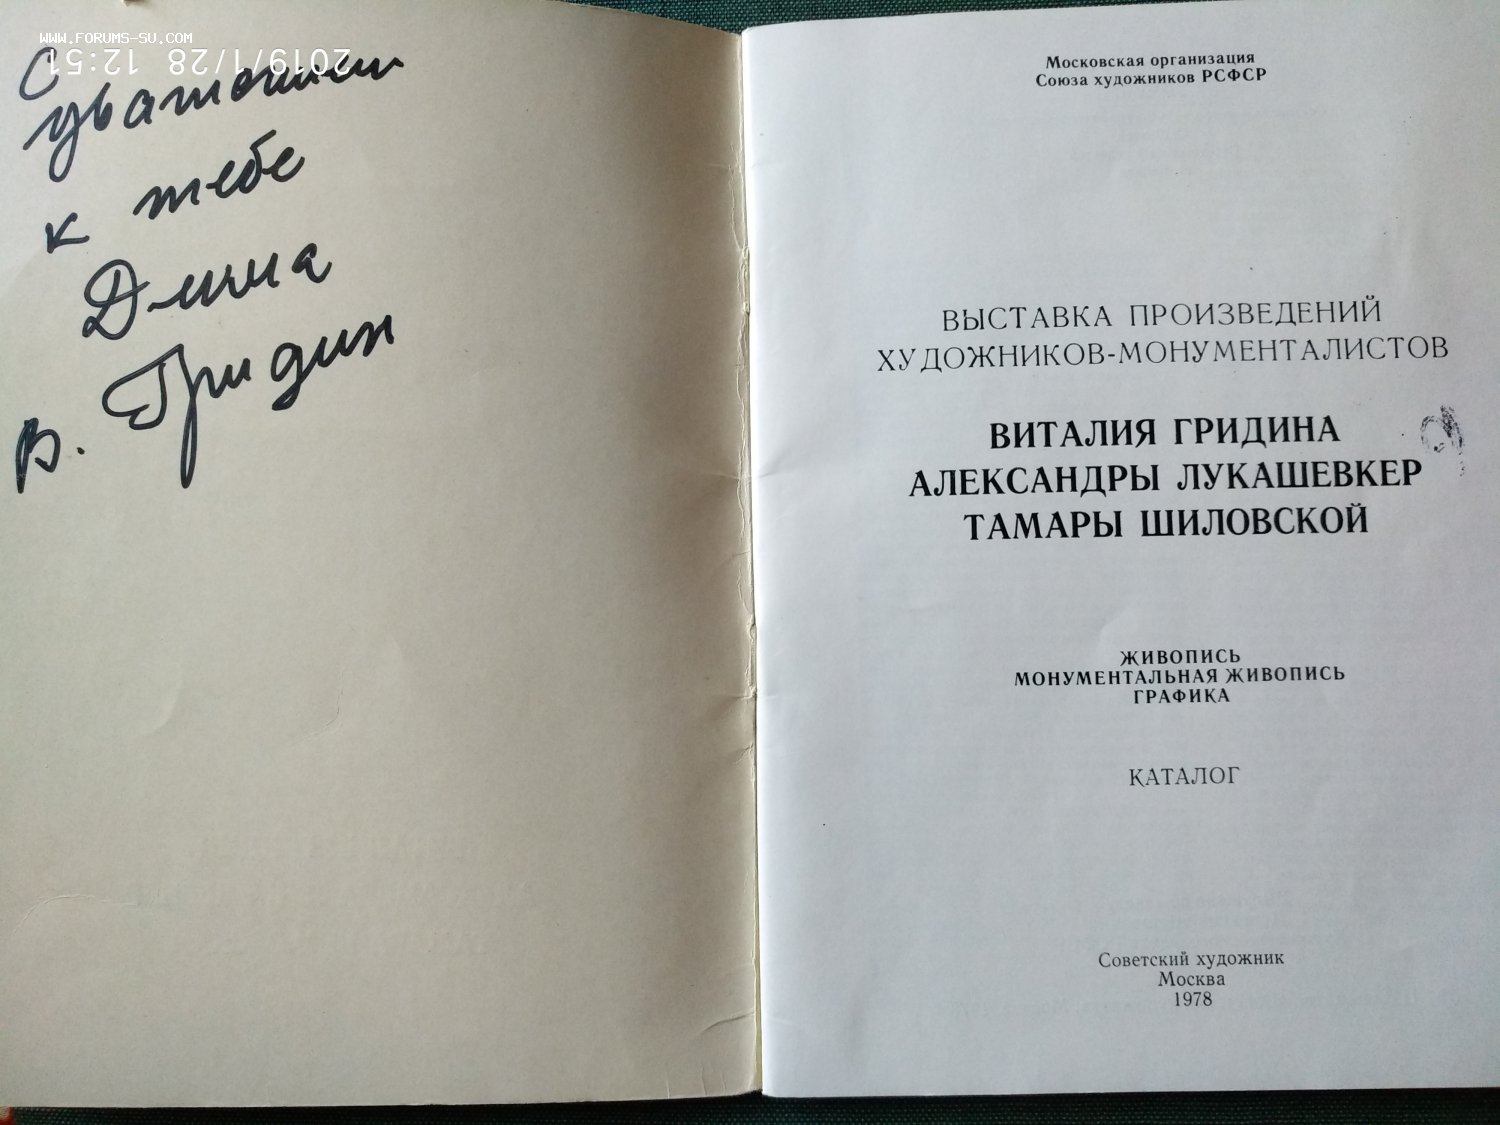 WWW.FORUMS-SU.COM
2019/1/28 12:51
С
уважением
к тебе
Дима
В. Гридин
Московская организация
Союза художников РСФСР
ВЫСТАВКА ПРОИЗВЕДЕНИЙ
ХУДОЖНИКОВ-МОНУМЕНТАЛИСТОВ
ВИТАЛИЯ ГРИДИНА
АЛЕКСАНДРЫ ЛУКАШЕВКЕР
ТАМАРЫ ШИЛОВСКОЙ
ЖИВОПИСЬ
МОНУМЕНТАЛЬНАЯ ЖИВОПИСЬ
ГРАФИКА
КАТАЛОГ
Советский художник
Москва
1978